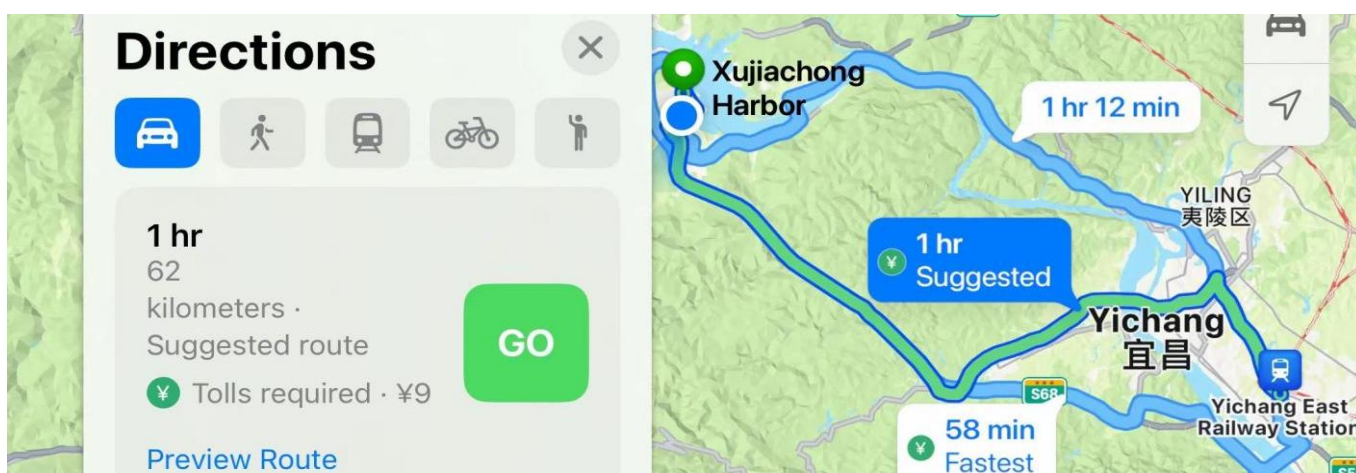 Directions
1 hr
62
kilometers ·
Suggested route
¥ Tools required · ¥9
GO
Preview Route
Xujiachong
Harbor
1 hr 12 min
YILING
夷陵区
¥ 1 hr
Suggested
Yichang
宜昌
S68
Yichang East
Railway Station
¥ 58 min
Fastest